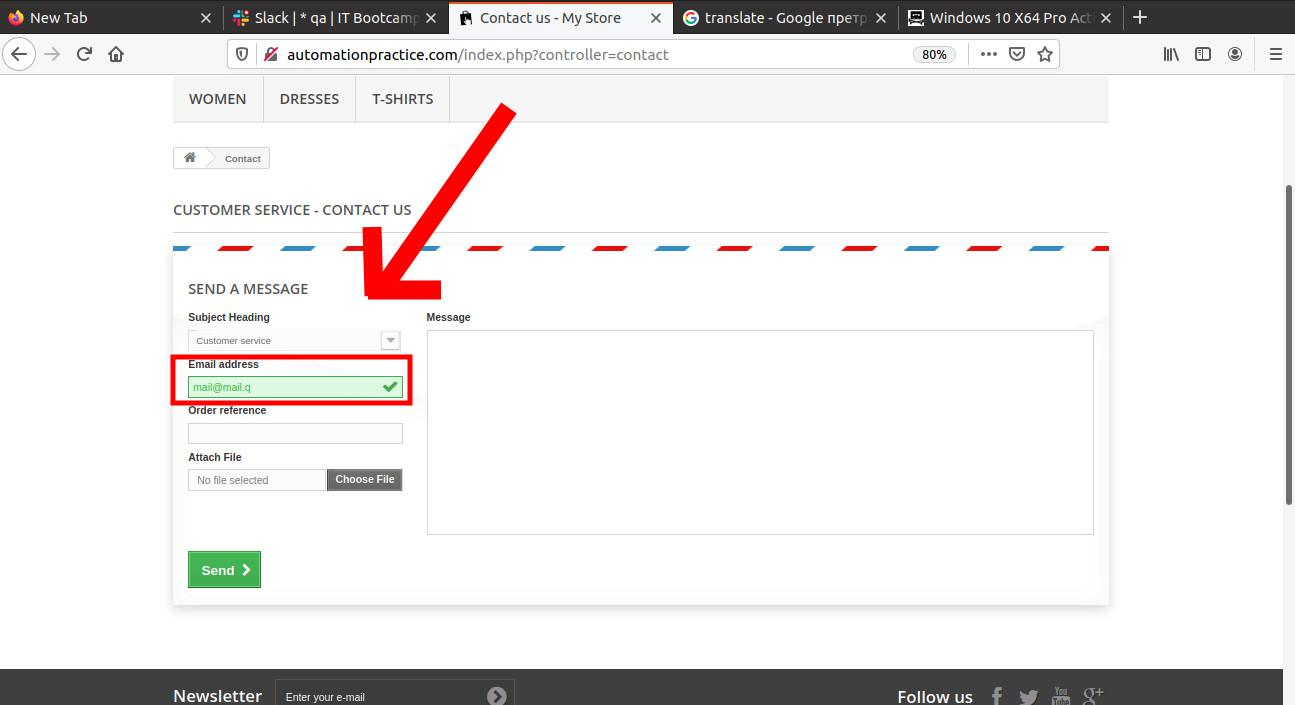 New Tab
Slack | * qa | IT Bootcamp
Contact us - My Store
translate - Google претр
Windows 10 X64 Pro Act
automationpractice.com/index.php?controller=contact
80%
WOMEN
DRESSES
T-SHIRTS
Contact
CUSTOMER SERVICE - CONTACT US
SEND A MESSAGE
Subject Heading
Message
Customer service
Email address
mail@mail.q
Order reference
Attach File
No file selected
Choose File
Send
Newsletter
Enter your e-mail
Follow us
You
Tube
g+